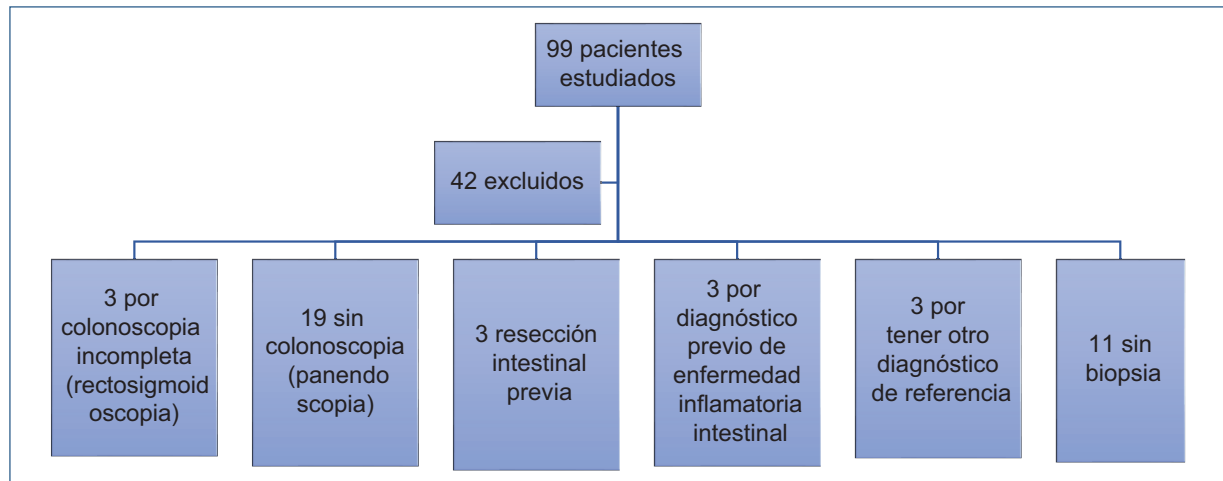 99 pacientes
estudiados
42 excluidos
3 por
colonoscopia
incompleta
(rectosigmoid
oscopia)
19 sin
colonoscopia
(panendo
scopia)
3 resección
intestinal
previa
3 por
diagnóstico
previo de
enfermedad
inflamatoria
intestinal
3 por
tener otro
diagnóstico
de referencia
11 sin
biopsia